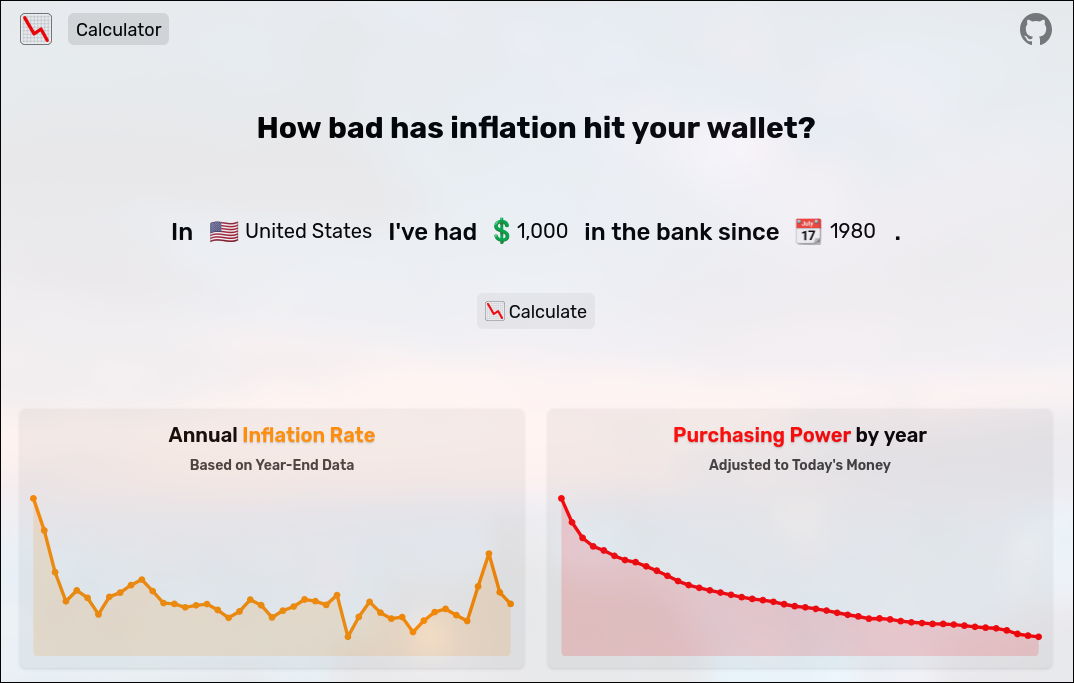 Calculator
How bad has inflation hit your wallet?
In 🇺🇸 United States I've had 💲 1,000 in the bank since 📆 1980 .
Calculate
Annual Inflation Rate
Based on Year-End Data
Purchasing Power by year
Adjusted to Today's Money